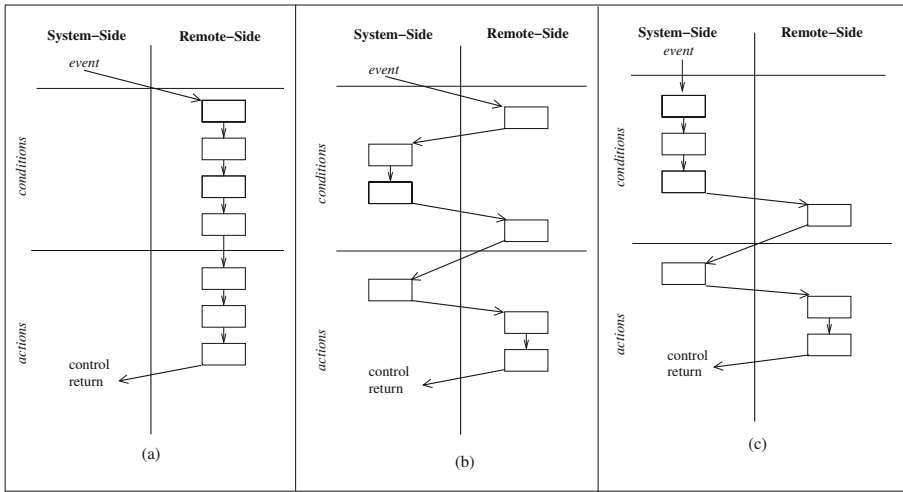 System-Side Remote-Side
event
conditions
actions
control
return
(a)
System-Side Remote-Side
event
conditions
actions
control
return
(b)
System-Side Remote-Side
event
conditions
actions
control
return
(c)